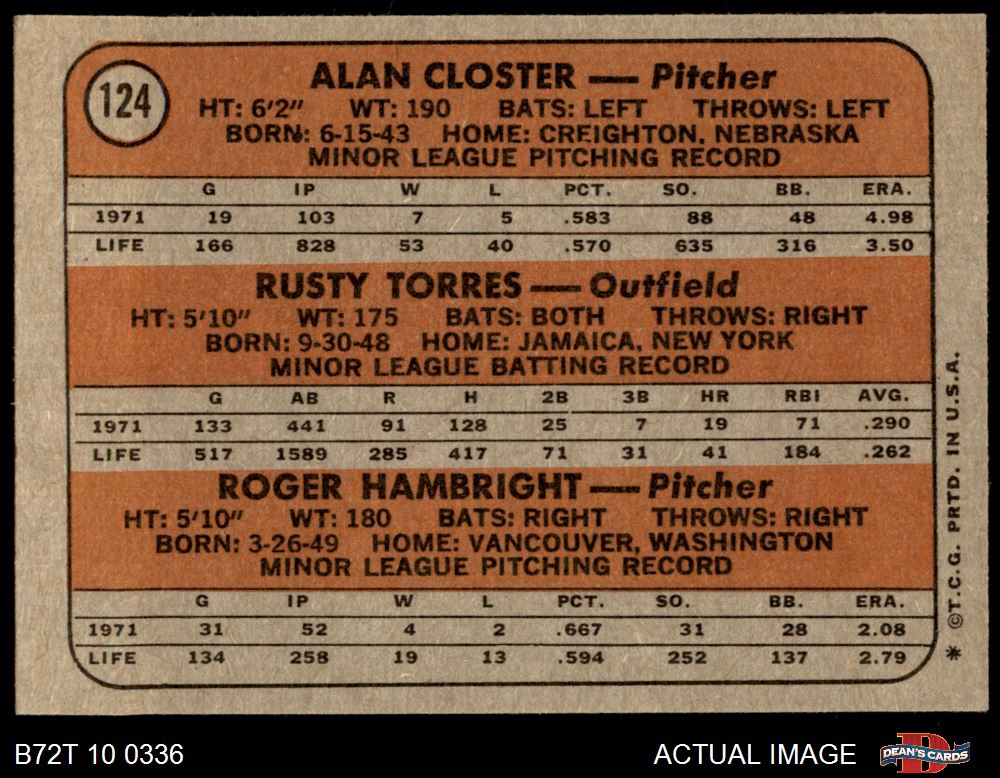 124
ALAN CLOSTER — Pitcher
HT: 6'2" WT: 190 BATS: LEFT THROWS: LEFT
BORN: 6-15-43 HOME: CREIGHTON, NEBRASKA
MINOR LEAGUE PITCHING RECORD
G IP W L PCT. SO. BB. ERA.
1971 19 103 7 5 .583 88 48 4.98
LIFE 166 828 53 40 .570 635 316 3.50
RUSTY TORRES — Outfield
HT: 5'10" WT: 175 BATS: BOTH THROWS: RIGHT
BORN: 9-30-48 HOME: JAMAICA, NEW YORK
MINOR LEAGUE BATTING RECORD
G AB R H 2B 3B HR RBI AVG.
1971 133 441 91 128 25 7 19 71 .290
LIFE 517 1589 285 417 71 31 41 184 .262
ROGER HAMBRIGHT — Pitcher
HT: 5'10" WT: 180 BATS: RIGHT THROWS: RIGHT
BORN: 3-26-49 HOME: VANCOUVER, WASHINGTON
MINOR LEAGUE PITCHING RECORD
G IP W L PCT. SO. BB. ERA.
1971 31 52 4 2 .667 31 28 2.08
LIFE 134 258 19 13 .594 252 137 2.79
* ©T.C.G. PRTD. IN U.S.A.
B72T 10 0336
ACTUAL IMAGE
D
DEAN'S CARDS